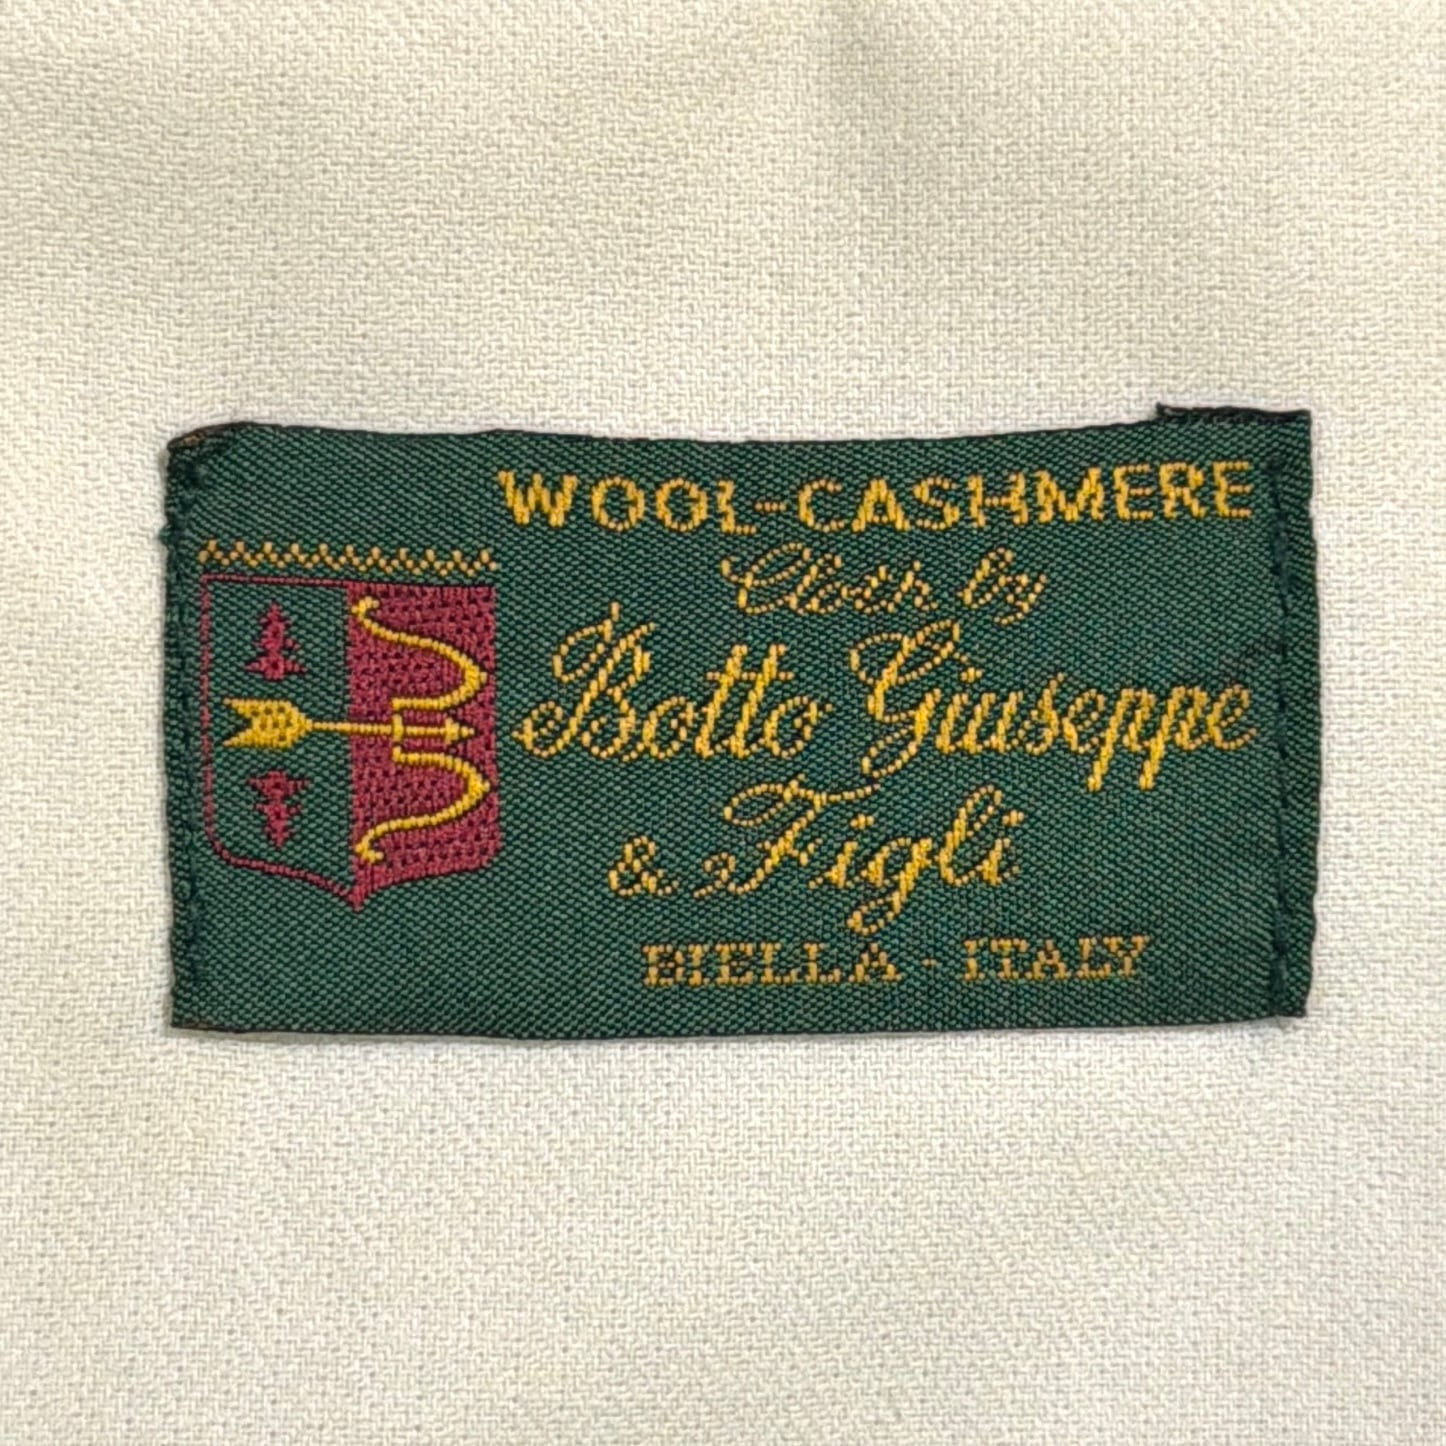 WOOL-CASHMERE
Cloth by
Botto Giuseppe
& Figli
BIELLA - ITALY